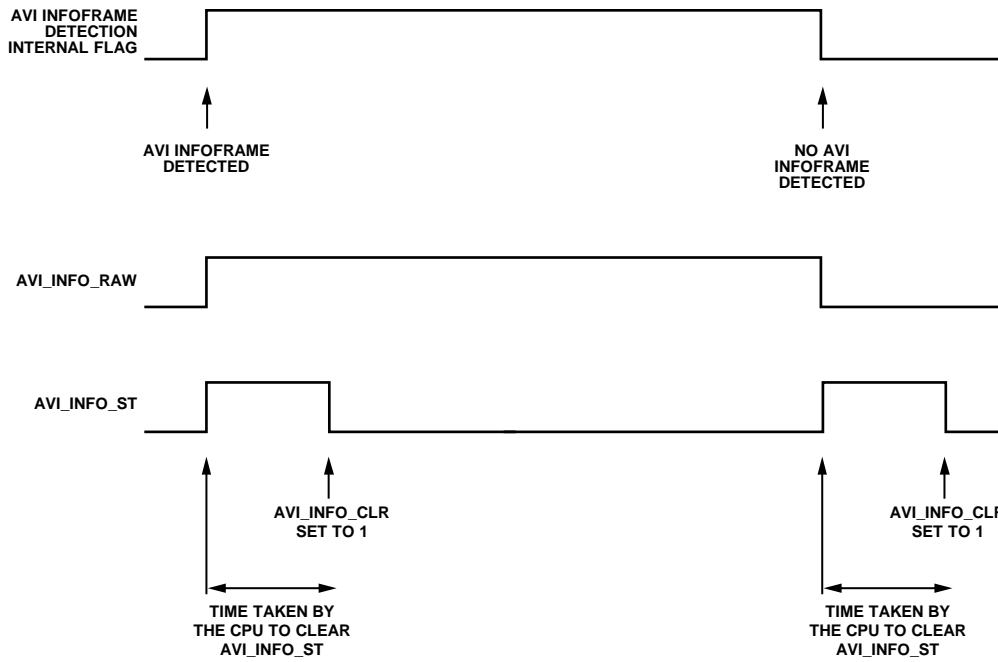 AVI INFOFRAME
DETECTION
INTERNAL FLAG
AVI INFOFRAME
DETECTED
NO AVI
INFOFRAME
DETECTED
AVI_INFO_RAW
AVI_INFO_ST
AVI_INFO_CLR
SET TO 1
AVI_INFO_CLR
SET TO 1
TIME TAKEN BY
THE CPU TO CLEAR
AVI_INFO_ST
TIME TAKEN BY
THE CPU TO CLEAR
AVI_INFO_ST